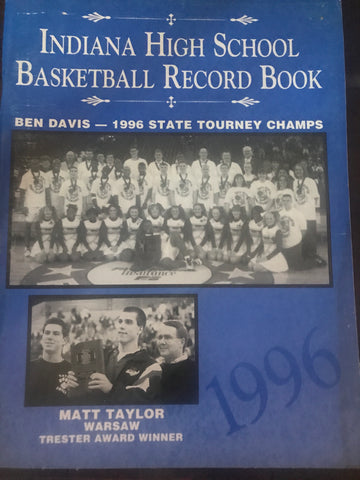 INDIANA HIGH SCHOOL
BASKETBALL RECORD BOOK
BEN DAVIS — 1996 STATE TOURNEY CHAMPS
Insurance
MATT TAYLOR
WARSAW
TRESTER AWARD WINNER
1996